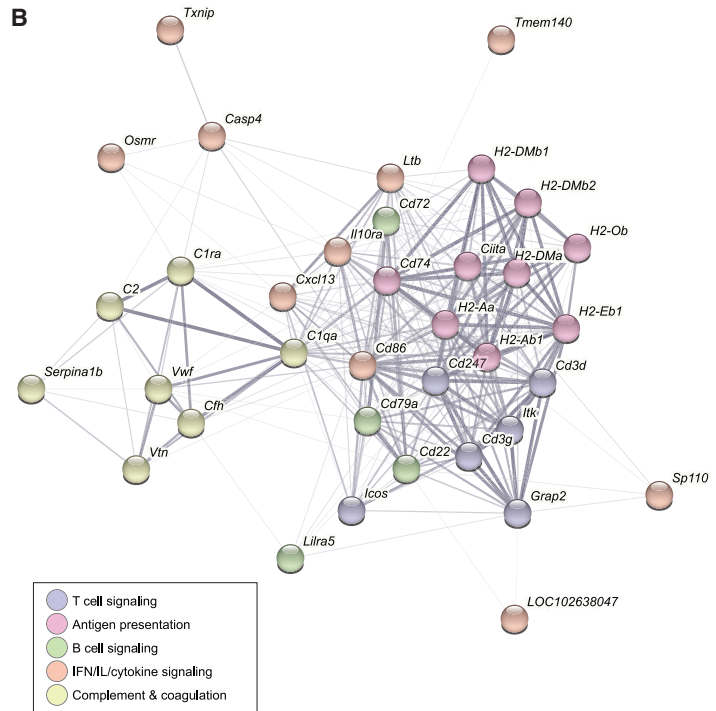 B
Txnip
Tmem140
Casp4
Osmr
Ltb
H2-DMb1
Cd72
H2-DMb2
Il10ra
H2-Ob
C1ra
Cd74
Ciita
H2-DMa
C2
Cxcl13
H2-Aa
H2-Eb1
C1qa
H2-Ab1
Cd86
Cd247
Cd3d
Serpina1b
Vwf
Cfh
Cd79a
Itk
Cd3g
Vtn
Cd22
Icos
Grap2
Sp110
Lilra5
LOC102638047
T cell signaling
Antigen presentation
B cell signaling
IFN/IL/cytokine signaling
Complement & coagulation